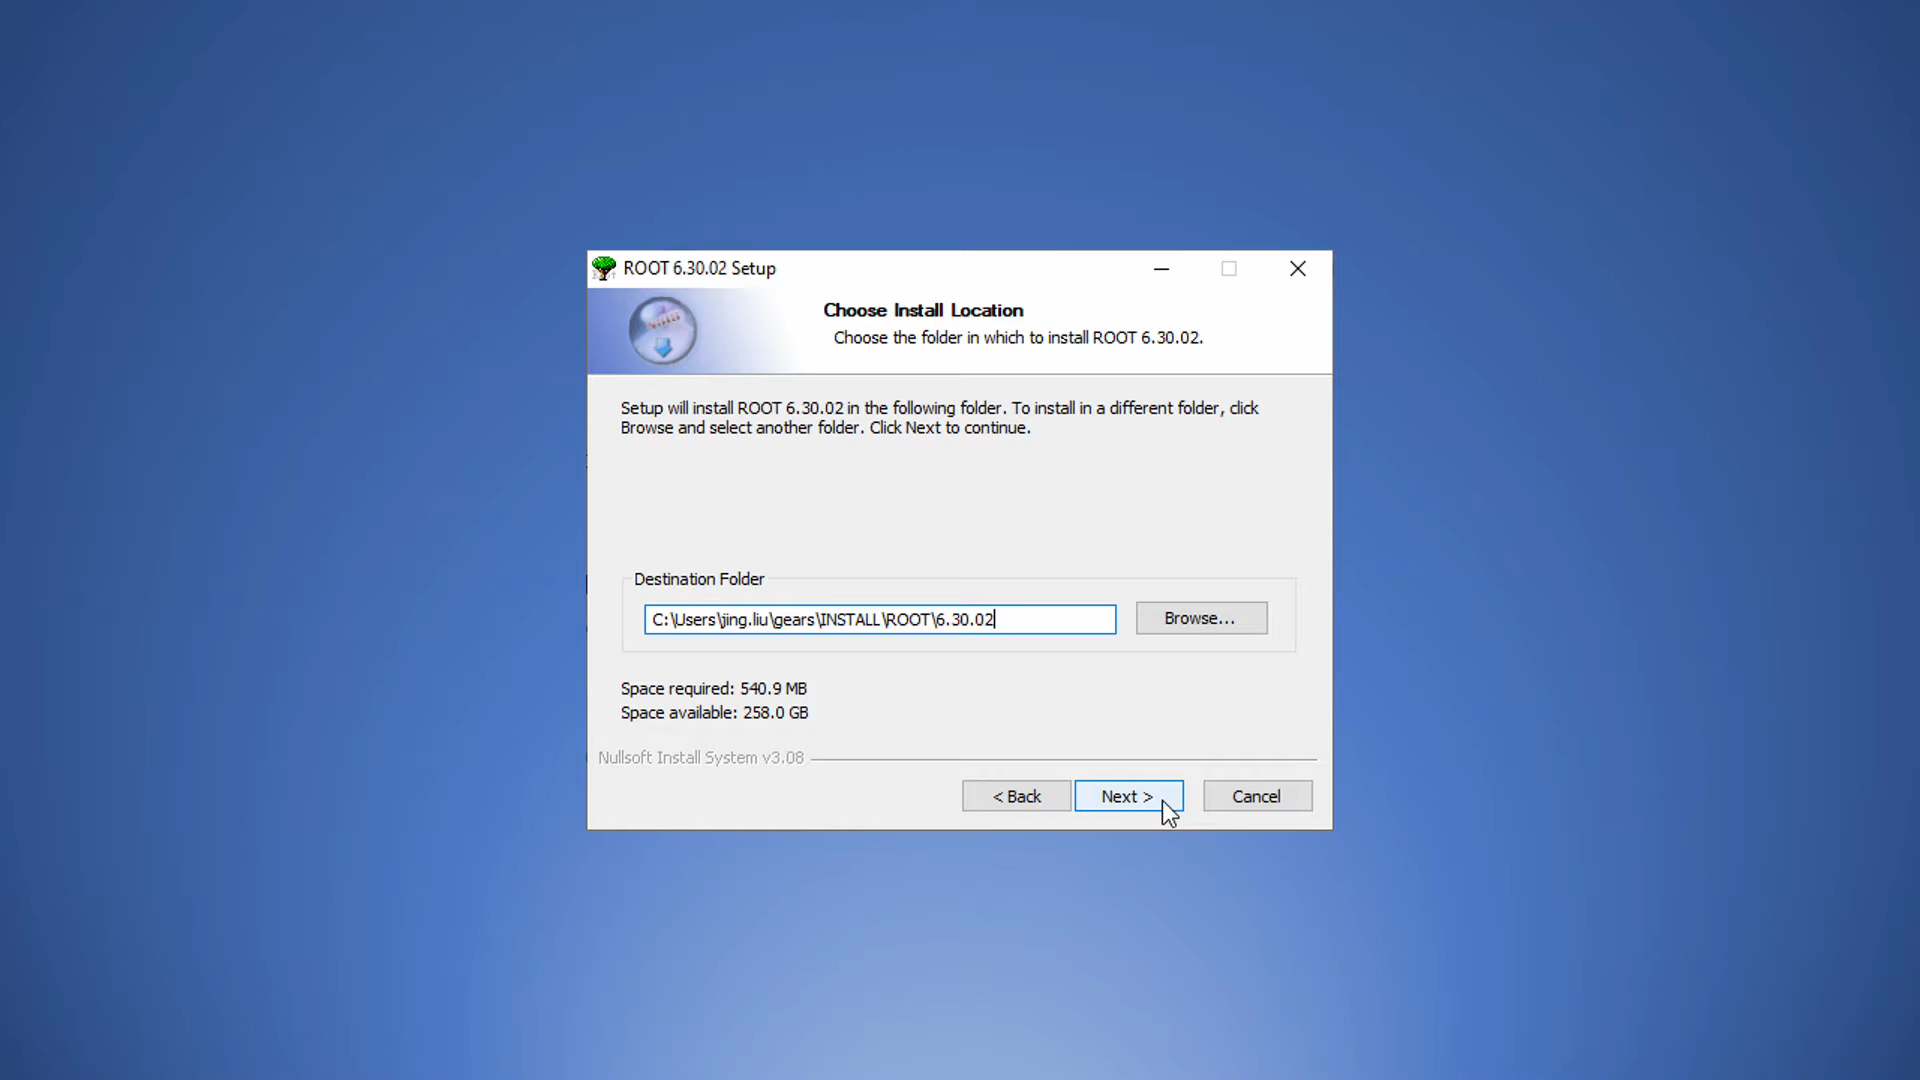 ROOT 6.30.02 Setup
Choose Install Location
Choose the folder in which to install ROOT 6.30.02.
Setup will install ROOT 6.30.02 in the following folder. To install in a different folder, click
Browse and select another folder. Click Next to continue.
Destination Folder
C:\Users\jing.liu\gears\INSTALL\ROOT\6.30.02
Browse...
Space required: 540.9 MB
Space available: 258.0 GB
Nullsoft Install System v3.08
< Back
Next >
Cancel